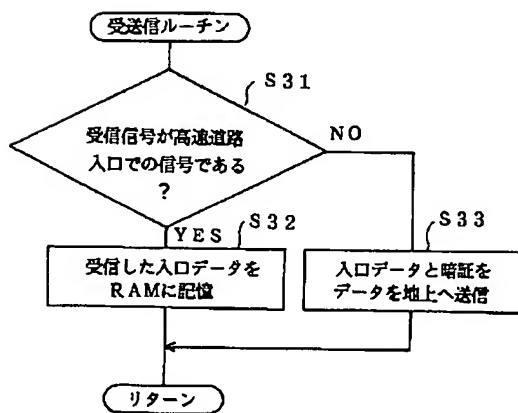 受送信ルーチン
S31
受信信号が高速道路
入口での信号である
?
NO
YES
S32
S33
受信した入口データを
RAMに記憶
入口データと暗証を
データを地上へ送信
リターン